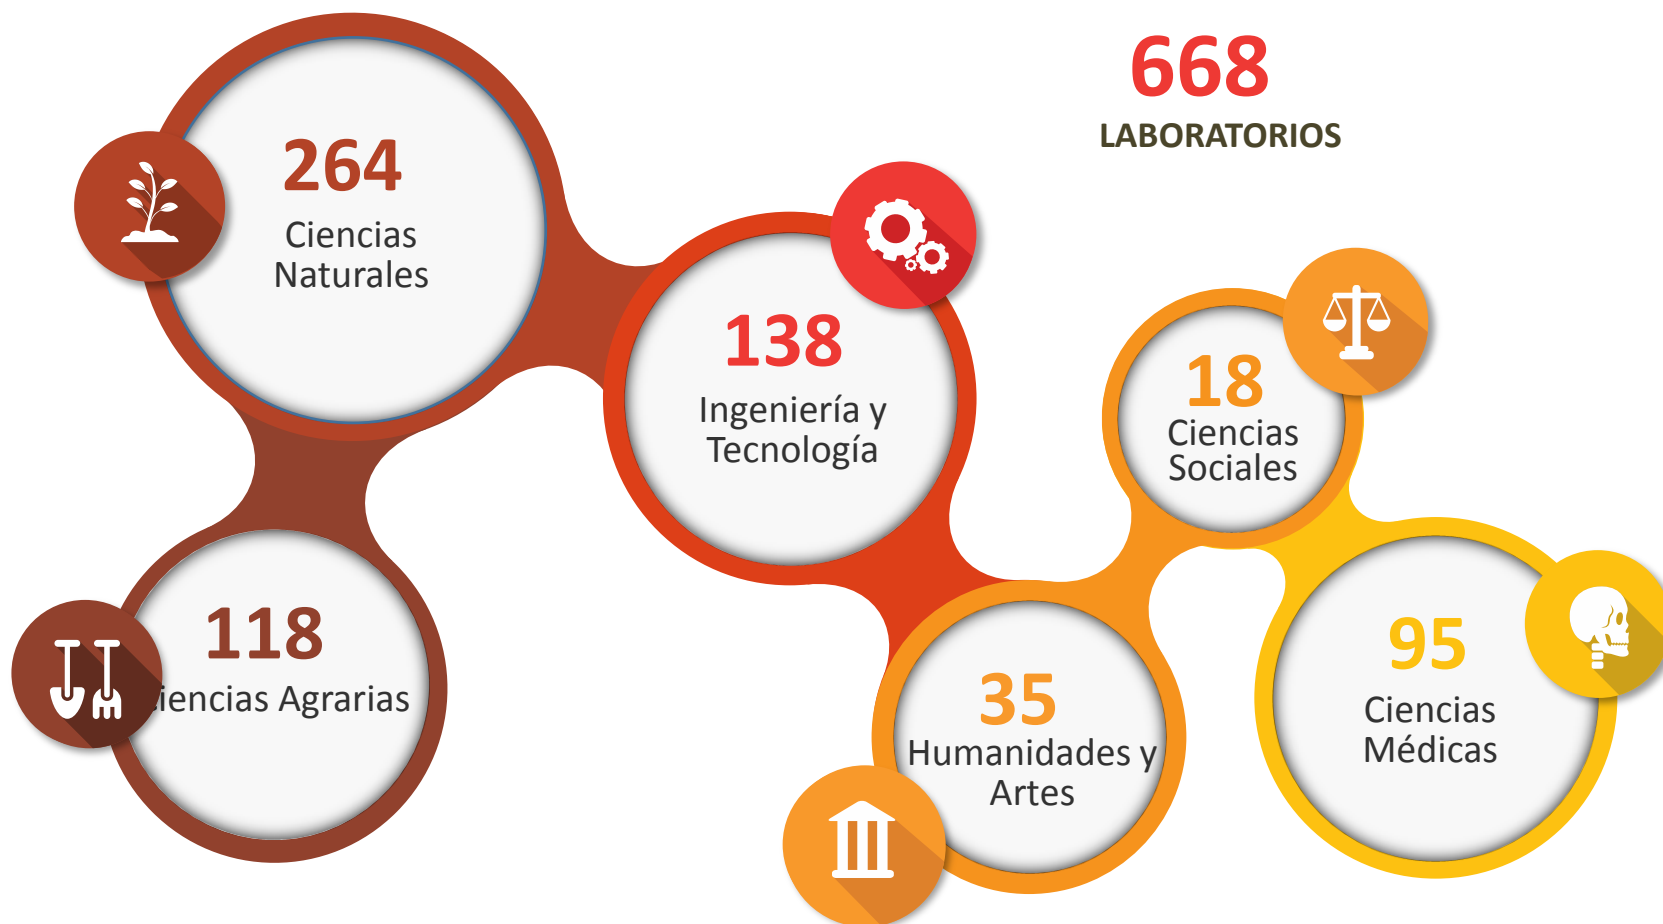 668
LABORATORIOS
264
Ciencias
Naturales
138
Ingeniería y
Tecnología
18
Ciencias
Sociales
118
iencias Agrarias
35
Humanidades y
Artes
95
Ciencias
Médicas